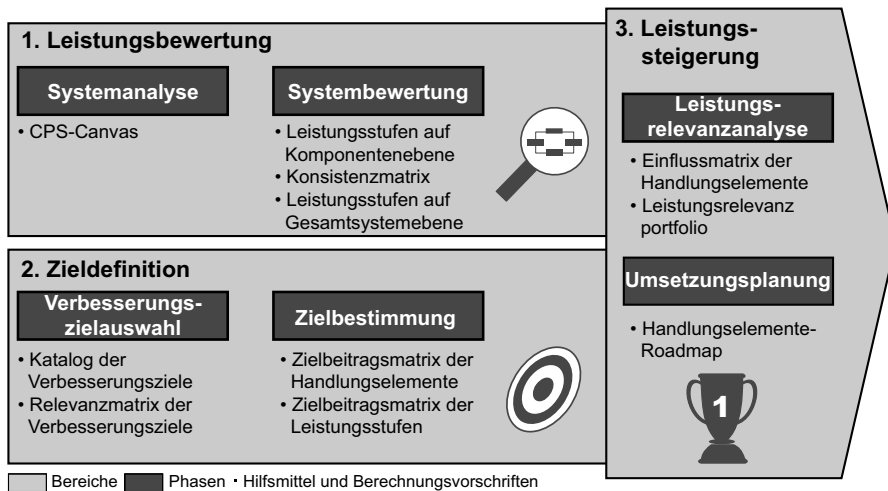 1. Leistungsbewertung
Systemanalyse
• CPS-Canvas
Systembewertung
• Leistungsstufen auf
Komponentenebene
• Konsistenzmatrix
• Leistungsstufen auf
Gesamtsystemebene
2. Zieldefinition
Verbesserungs-
zielauswahl
• Katalog der
Verbesserungsziele
• Relevanzmatrix der
Verbesserungsziele
Zielbestimmung
• Zielbeitragsmatrix der
Handlungselemente
• Zielbeitragsmatrix der
Leistungsstufen
3. Leistungs-
steigerung
Leistungs-
relevanzanalyse
• Einflussmatrix der
Handlungselemente
• Leistungsrelevanz
portfolio
Umsetzungsplanung
• Handlungselemente-
Roadmap
1
Bereiche Phasen · Hilfsmittel und Berechnungsvorschriften